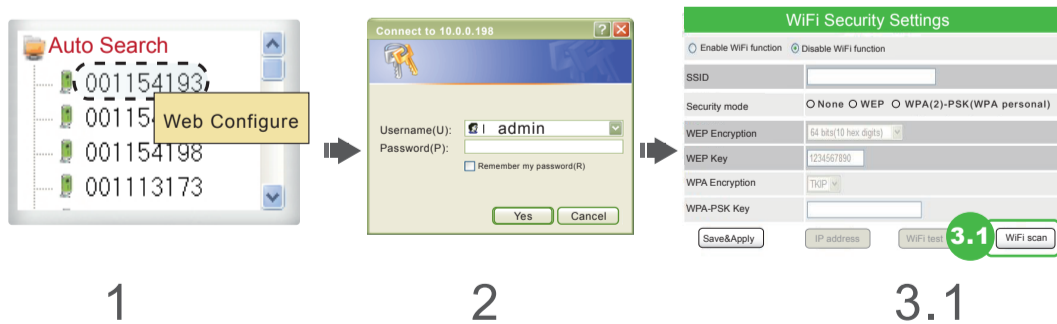 Auto Search
001154193
00115
Web Configure
001154198
001113173
1
Connect to 10.0.0.198
Username(U): admin
Password(P):
Remember my password(R)
Yes Cancel
2
WiFi Security Settings
Enable WiFi function Disable WiFi function
SSID
Security mode None WEP WPA(2)-PSK(WPA personal)
WEP Encryption 64 bits(10 hex digits)
WEP Key 1234567890
WPA Encryption TKIP
WPA-PSK Key
Save&Apply IP address WiFi test 3.1 WiFi scan
3.1